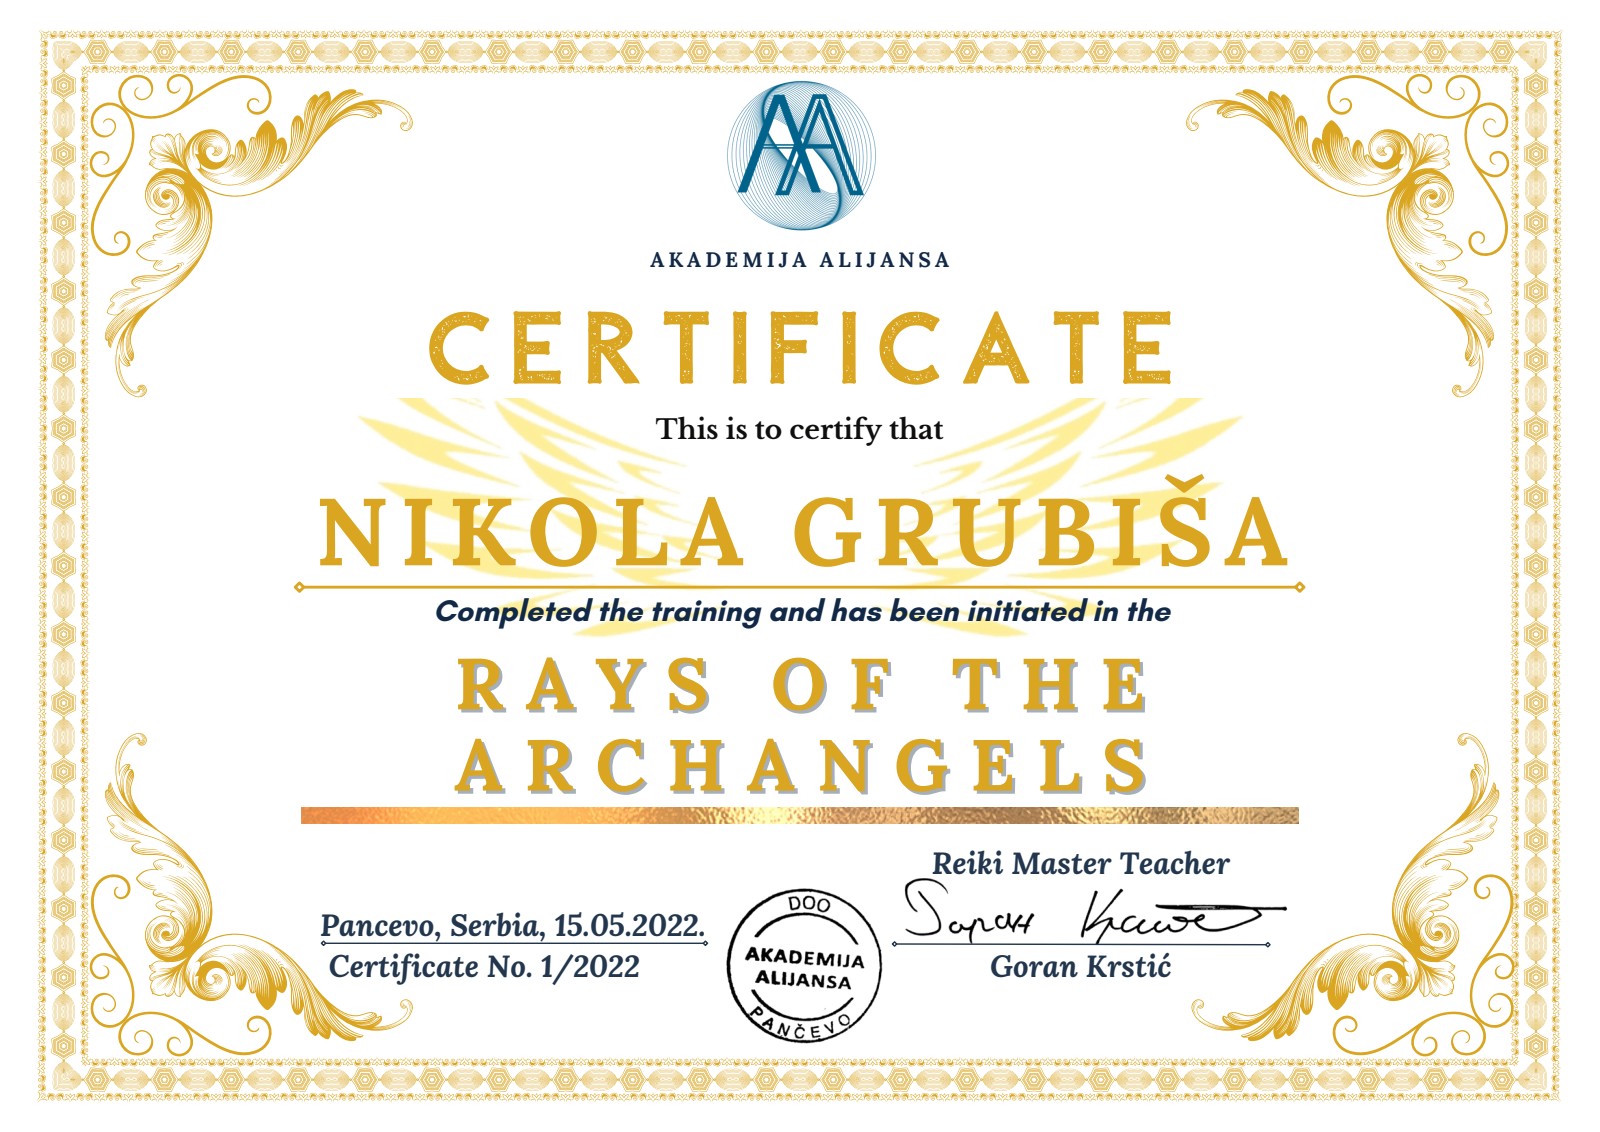 AA
AKADEMIJA ALIJANSA
CERTIFICATE
This is to certify that
NIKOLA GRUBIŠA
Completed the training and has been initiated in the
RAYS OF THE
ARCHANGELS
Reiki Master Teacher
Pancevo, Serbia, 15.05.2022.
Certificate No. 1/2022
DOO
AKADEMIJA
ALIJANSA
PANČEVO
Goran Krstić